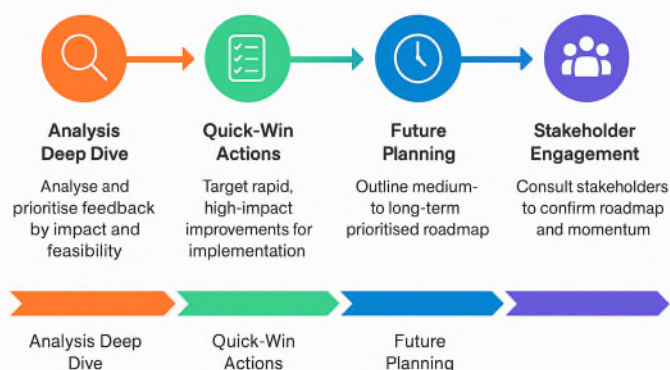 Analysis
Deep Dive
Analyse and
prioritise feedback
by impact and
feasibility
Quick-Win
Actions
Target rapid,
high-impact
improvements for
implementation
Future
Planning
Outline medium-
to long-term
prioritised roadmap
Stakeholder
Engagement
Consult stakeholders
to confirm roadmap
and momentum
Analysis Deep
Dive
Quick-Win
Actions
Future
Planning